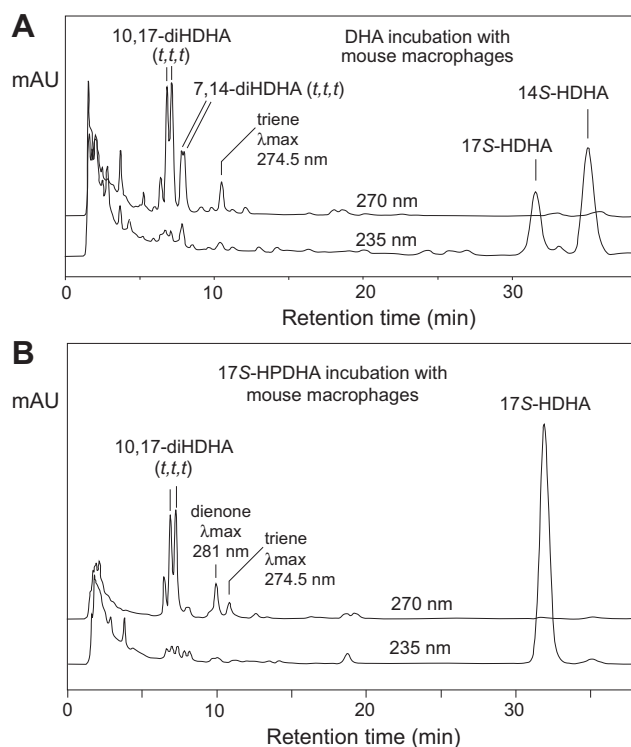 A
DHA incubation with
mouse macrophages
10,17-diHDHA
(t,t,t)
mAU
7,14-diHDHA (t,t,t)
triene
λmax
274.5 nm
14S-HDHA
17S-HDHA
270 nm
235 nm
0 10 20 30
Retention time (min)
B
17S-HPDHA incubation with
mouse macrophages
mAU
17S-HDHA
10,17-diHDHA
(t,t,t)
dienone
λmax
281 nm
triene
λmax
274.5 nm
270 nm
235 nm
0 10 20 30
Retention time (min)